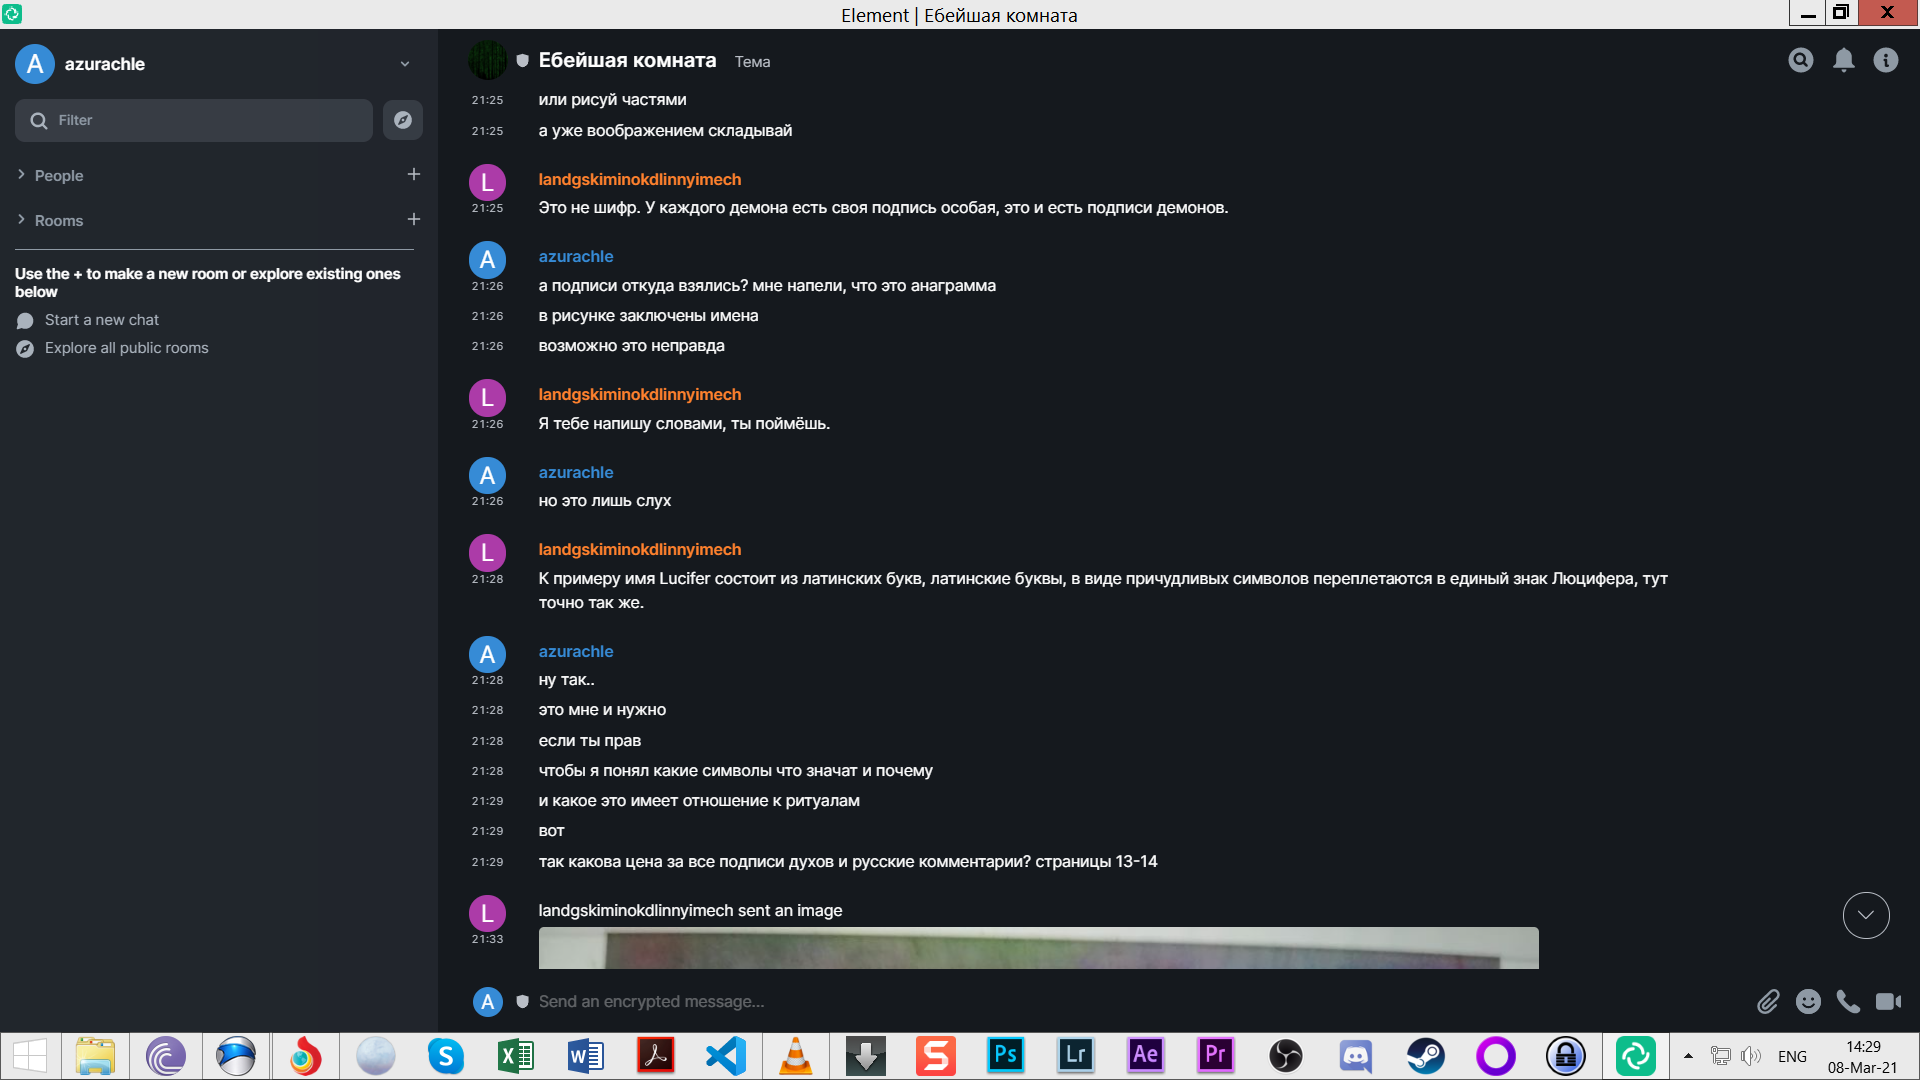 Element | Ебейшая комната
A azurachle
Filter
People
Rooms
Use the + to make a new room or explore existing ones
below
Start a new chat
Explore all public rooms
Ебейшая комната Тема
21:25 или рисуй частями
21:25 а уже воображением складывай
L landgskiminokdlinnyimech
21:25 Это не шифр. У каждого демона есть своя подпись особая, это и есть подписи демонов.
A azurachle
21:26 а подписи откуда взялись? мне напели, что это анаграмма
21:26 в рисунке заключены имена
21:26 возможно это неправда
L landgskiminokdlinnyimech
21:26 Я тебе напишу словами, ты поймёшь.
A azurachle
21:26 но это лишь слух
L landgskiminokdlinnyimech
21:28 К примеру имя Lucifer состоит из латинских букв, латинские буквы, в виде причудливых символов переплетаются в единый знак Люцифера, тут
точно так же.
A azurachle
21:28 ну так..
21:28 это мне и нужно
21:28 если ты прав
21:28 чтобы я понял какие символы что значат и почему
21:29 и какое это имеет отношение к ритуалам
21:29 вот
21:29 так какова цена за все подписи духов и русские комментарии? страницы 13-14
L landgskiminokdlinnyimech sent an image
21:33
A Send an encrypted message...
S X W Ps Lr Ae Pr S ENG 14:29
08-Mar-21